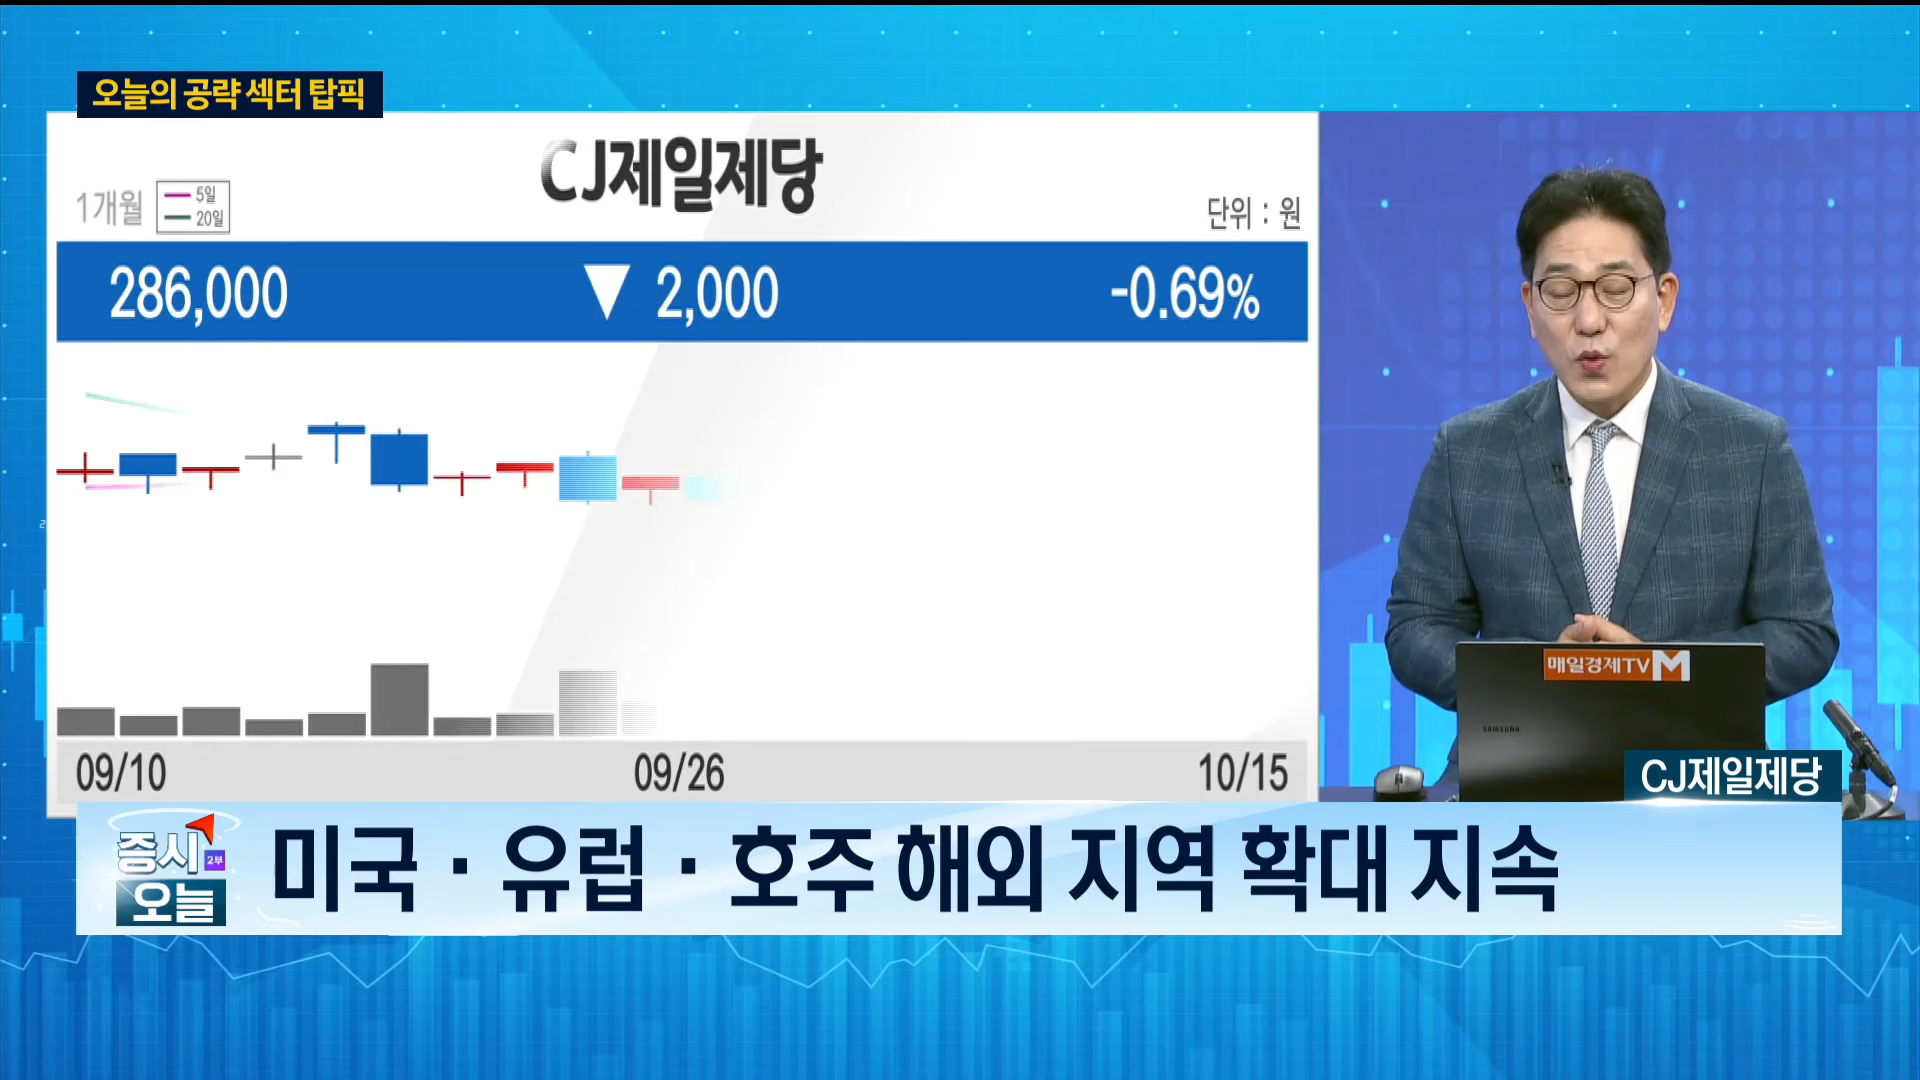 오늘의 공략 섹터 탑픽
CJ제일제당
1개월
5일
20일
단위 : 원
286,000 ▼ 2,000 -0.69%
09/10 09/26 10/15
매일경제TV M
SAMSUNG
CJ제일제당
증시 2부
오늘
미국 · 유럽 · 호주 해외 지역 확대 지속